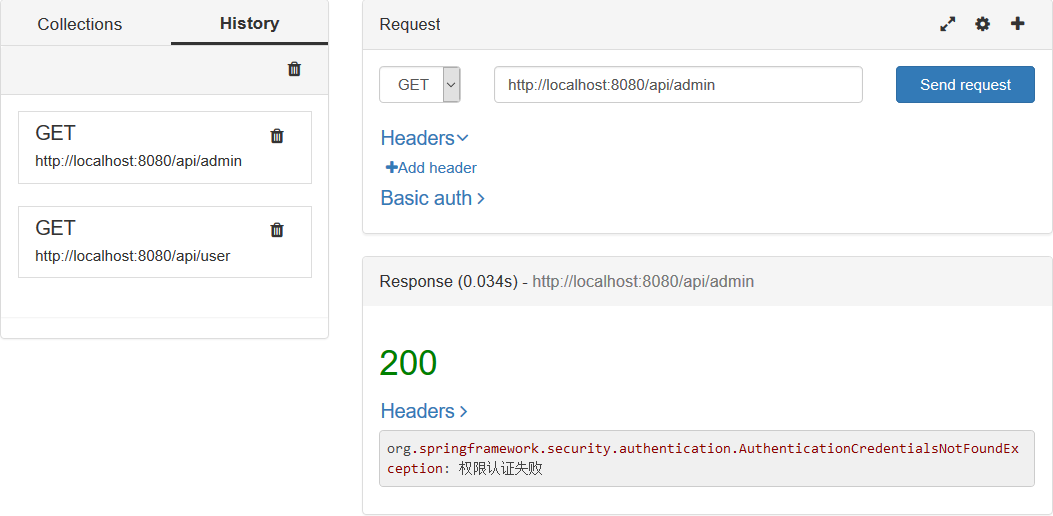 Collections
History
GET
http://localhost:8080/api/admin
GET
http://localhost:8080/api/user
Request
GET
http://localhost:8080/api/admin
Send request
Headers
Add header
Basic auth
Response (0.034s) - http://localhost:8080/api/admin
200
Headers
org.springframework.security.authentication.AuthenticationCredentialsNotFoundEx
ception: 权限认证失败